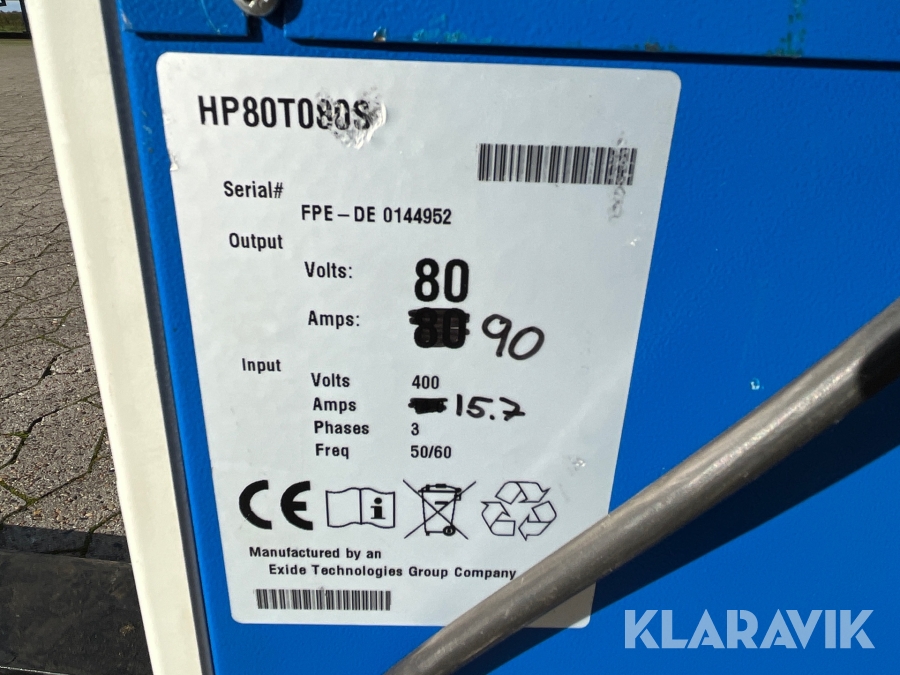 HP80T080S
Serial#
FPE-DE 0144952
Output
Volts: 80
Amps: 80 90
Input
Volts 400
Amps 15.7
Phases 3
Freq 50/60
CE
Manufactured by an
Exide Technologies Group Company
KLARAVIK